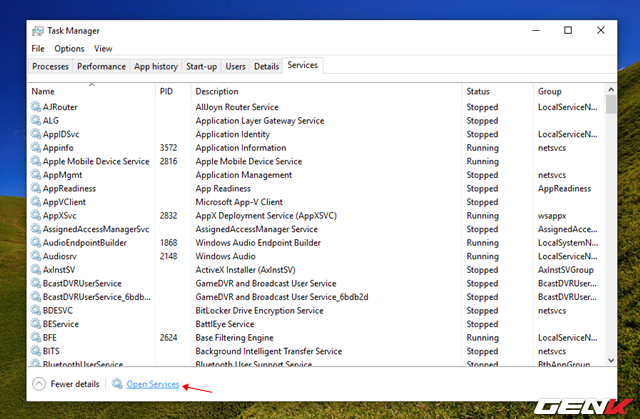 Task Manager
File Options View
Processes Performance App history Start-up Users Details Services
Name PID Description Status Group
AJRouter AllJoyn Router Service Stopped LocalServiceN...
ALG Application Layer Gateway Service Stopped
AppIDSvc Application Identity Stopped LocalServiceN...
Appinfo 3572 Application Information Running netsvcs
Apple Mobile Device Service 2816 Apple Mobile Device Service Running
AppMgmt Application Management Stopped netsvcs
AppReadiness App Readiness Stopped AppReadiness
AppVClient Microsoft App-V Client Stopped
AppXSvc 2832 AppX Deployment Service (AppXSVC) Running wsappx
AssignedAccessManagerSvc AssignedAccessManager Service Stopped AssignedAcce...
AudioEndpointBuilder 1868 Windows Audio Endpoint Builder Running LocalSystemN...
Audiosrv 2148 Windows Audio Running LocalServiceN...
AxInstSV ActiveX Installer (AxInstSV) Stopped AxInstSVGroup
BcastDVRUserService GameDVR and Broadcast User Service Stopped BcastDVRUser...
BcastDVRUserService_6bdb... GameDVR and Broadcast User Service_6bdb2d Stopped BcastDVRUser...
BDESVC BitLocker Drive Encryption Service Stopped netsvcs
BEService BattlEye Service Stopped
BFE 2624 Base Filtering Engine Running LocalServiceN...
BITS Background Intelligent Transfer Service Stopped netsvcs
BluetoothUserService Bluetooth User Support Service Stopped BthAppGroup
Fewer details Open Services
GENK